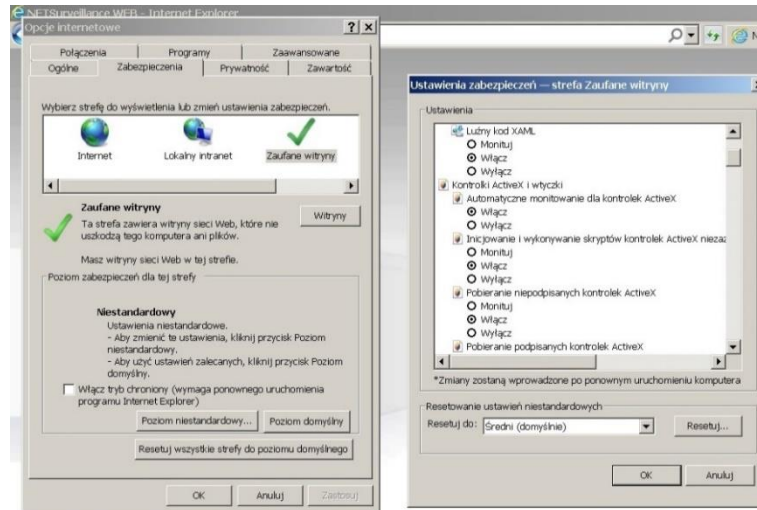 NETSurveillance WEB - Internet Explorer
Opcje internetowe
Połączenia
Programy
Zaawansowane
Ogólne
Zabezpieczenia
Prywatność
Zawartość
Wybierz strefę do wyświetlenia lub zmień ustawienia zabezpieczeń.
Internet
Lokalny intranet
Zaufane witryny
Zaufane witryny
Ta strefa zawiera witryny sieci Web, które nie
uszkodzą tego komputera ani plików.
Witryny
Masz witryny sieci Web w tej strefie.
Poziom zabezpieczeń dla tej strefy
Niestandardowy
Ustawienia niestandardowe.
- Aby zmienić te ustawienia, kliknij przycisk Poziom
niestandardowy.
- Aby użyć ustawień zalecanych, kliknij przycisk Poziom
domyślny.
Włącz tryb chroniony (wymaga ponownego uruchomienia
programu Internet Explorer)
Poziom niestandardowy...
Poziom domyślny
Resetuj wszystkie strefy do poziomu domyślnego
OK
Anuluj
Zastosuj
Ustawienia zabezpieczeń — strefa Zaufane witryny
Ustawienia
Luźny kod XAML
Monituj
Włącz
Wyłącz
Kontrolki ActiveX i wtyczki
Automatyczne monitowanie dla kontrolek ActiveX
Włącz
Wyłącz
Inicjowanie i wykonywanie skryptów kontrolek ActiveX niezaz
Monituj
Włącz
Wyłącz
Pobieranie niepodpisanych kontrolek ActiveX
Monituj
Włącz
Wyłącz
Pobieranie podpisanych kontrolek ActiveX
*Zmiany zostaną wprowadzone po ponownym uruchomieniu komputera
Resetowanie ustawień niestandardowych
Resetuj do:
Średni (domyślnie)
Resetuj...
OK
Anuluj